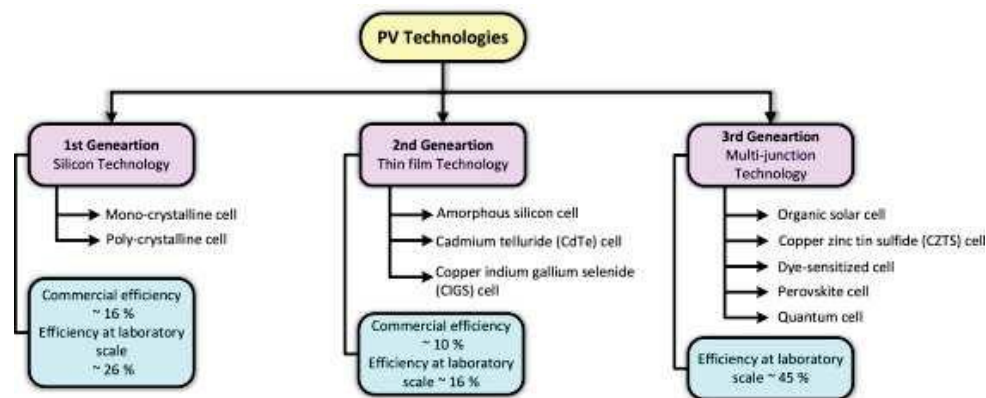 PV Technologies
1st Geneartion
Silicon Technology
Mono-crystalline cell
Poly-crystalline cell
Commercial efficiency
~ 16 %
Efficiency at laboratory
scale
~ 26 %
2nd Geneartion
Thin film Technology
Amorphous silicon cell
Cadmium telluride (CdTe) cell
Copper indium gallium selenide
(CIGS) cell
Commercial efficiency
~ 10 %
Efficiency at laboratory
scale ~ 16 %
3rd Geneartion
Multi-junction
Technology
Organic solar cell
Copper zinc tin sulfide (CZTS) cell
Dye-sensitized cell
Perovskite cell
Quantum cell
Efficiency at laboratory
scale ~ 45 %